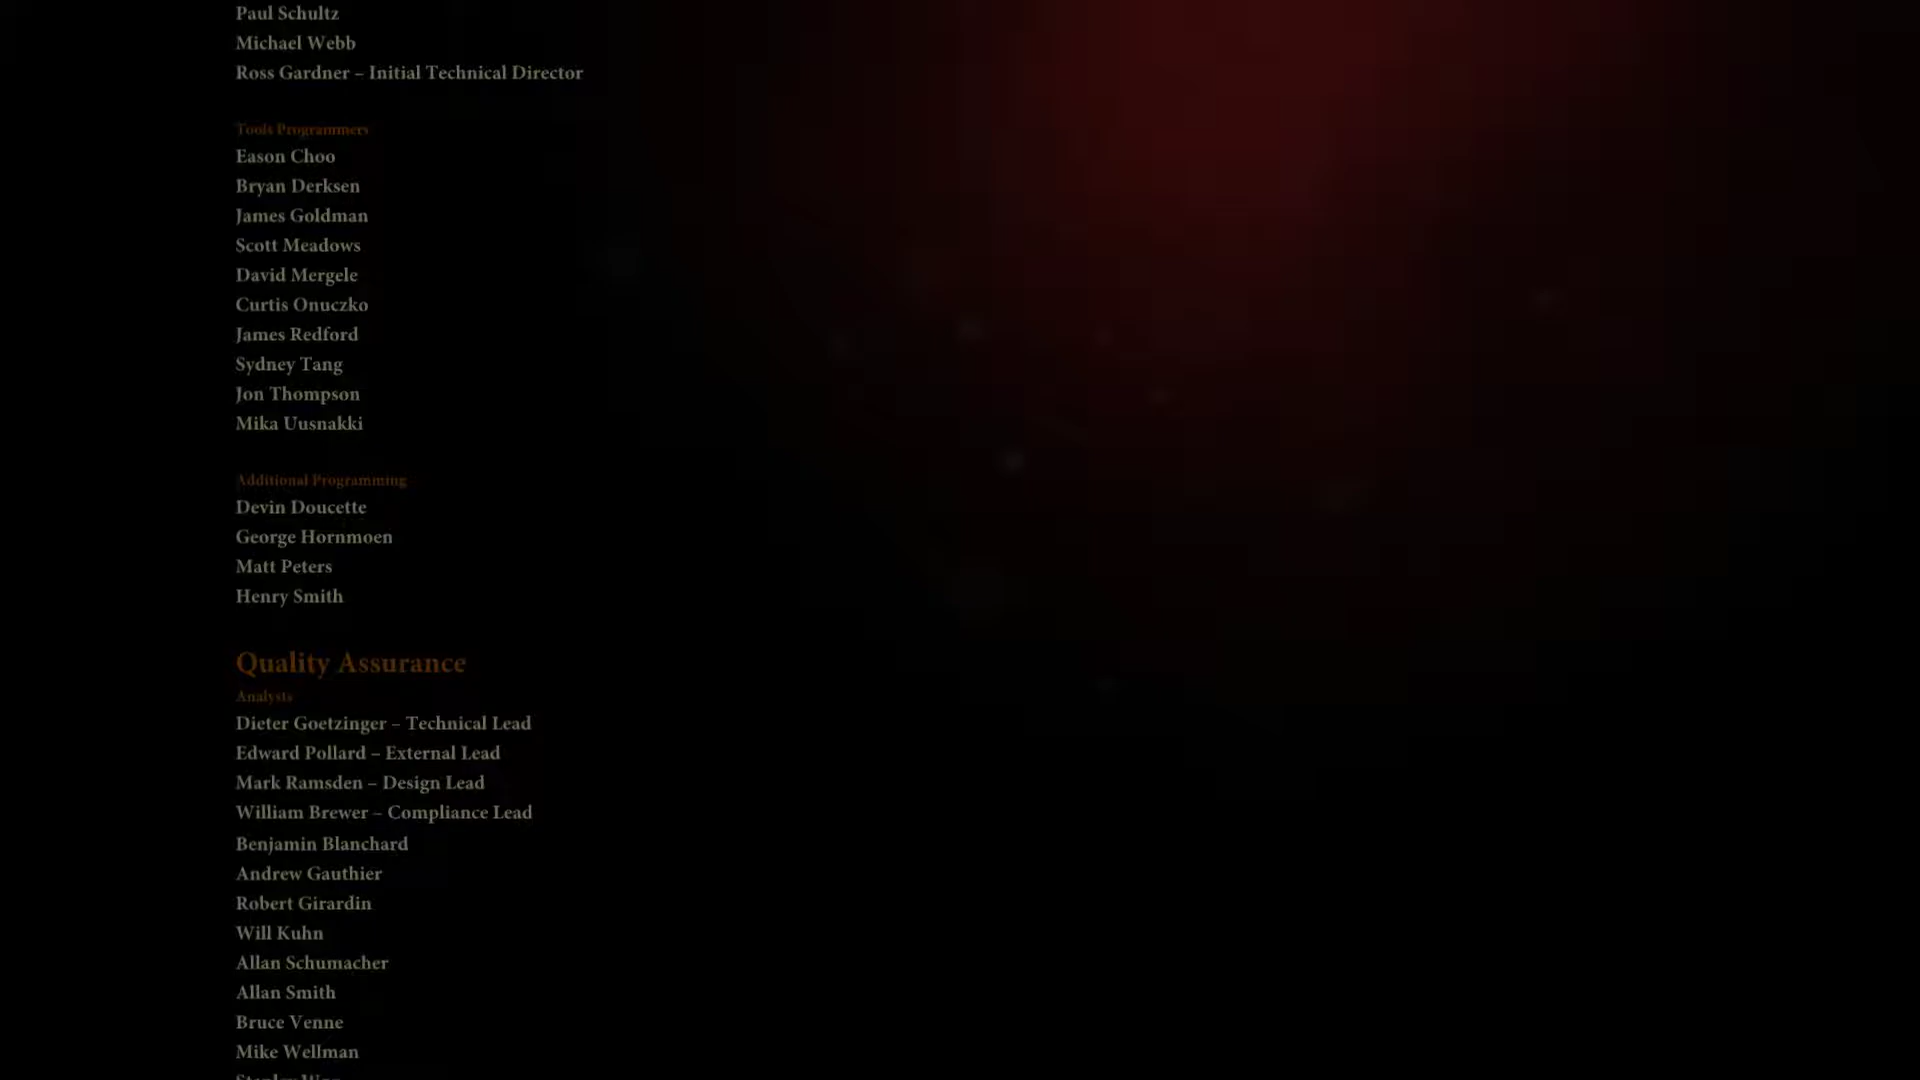 Paul Schultz
Michael Webb
Ross Gardner – Initial Technical Director
Tools Programmers
Eason Choo
Bryan Derksen
James Goldman
Scott Meadows
David Mergele
Curtis Onuczko
James Redford
Sydney Tang
Jon Thompson
Mika Uusnakki
Additional Programming
Devin Doucette
George Hornmoen
Matt Peters
Henry Smith
Quality Assurance
Analysts
Dieter Goetzinger – Technical Lead
Edward Pollard – External Lead
Mark Ramsden – Design Lead
William Brewer – Compliance Lead
Benjamin Blanchard
Andrew Gauthier
Robert Girardin
Will Kuhn
Allan Schumacher
Allan Smith
Bruce Venne
Mike Wellman